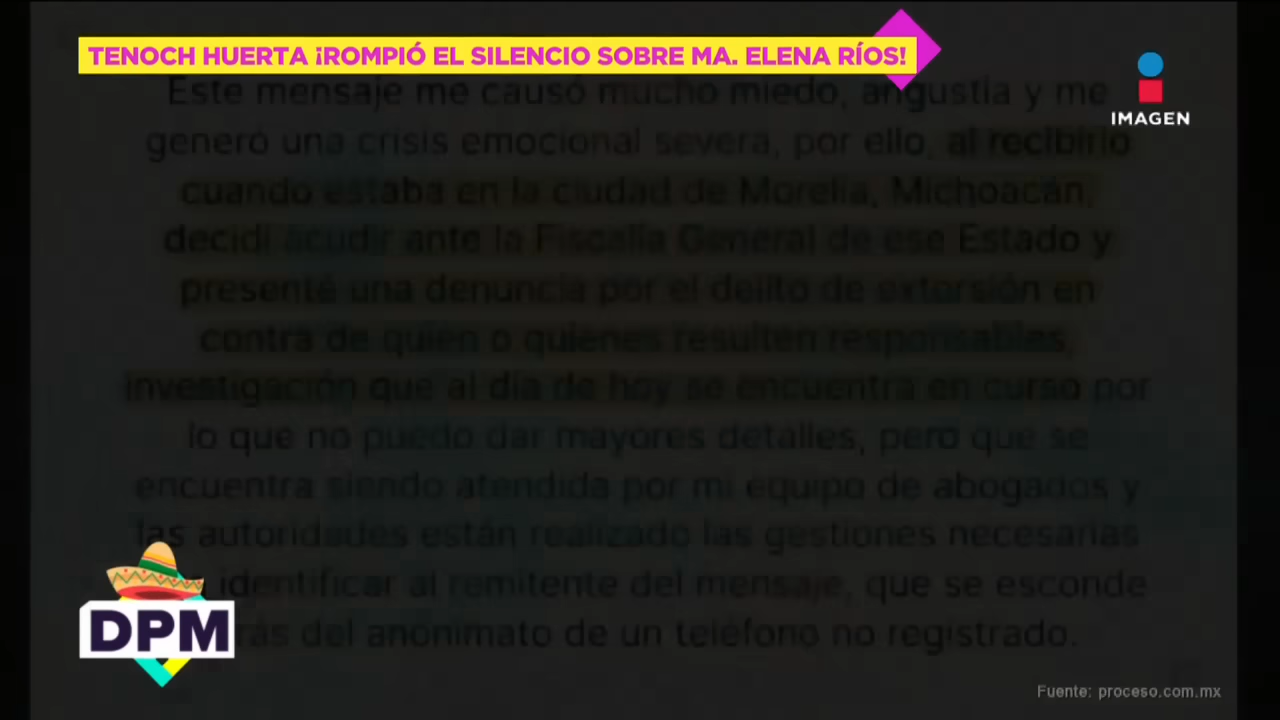 TENOCH HUERTA ¡ROMPIÓ EL SILENCIO SOBRE MA. ELENA RÍOS!
IMAGEN
Este mensaje me causó mucho miedo, angustia y me
generó una crisis emocional severa, por ello, al recibirlo
cuando estaba en la ciudad de Morelia, Michoacán,
decidí acudir ante la Fiscalía General de ese Estado y
presenté una denuncia por el delito de extorsión en
contra de quien o quienes resulten responsables,
investigación que al día de hoy se encuentra en curso por
lo que no puedo dar mayores detalles, pero que se
encuentra siendo atendida por mi equipo de abogados y
las autoridades están realizado las gestiones necesarias
identificar al remitente del mensaje, que se esconde
rás del anonimato de un teléfono no registrado.
DPM
Fuente: proceso.com.mx